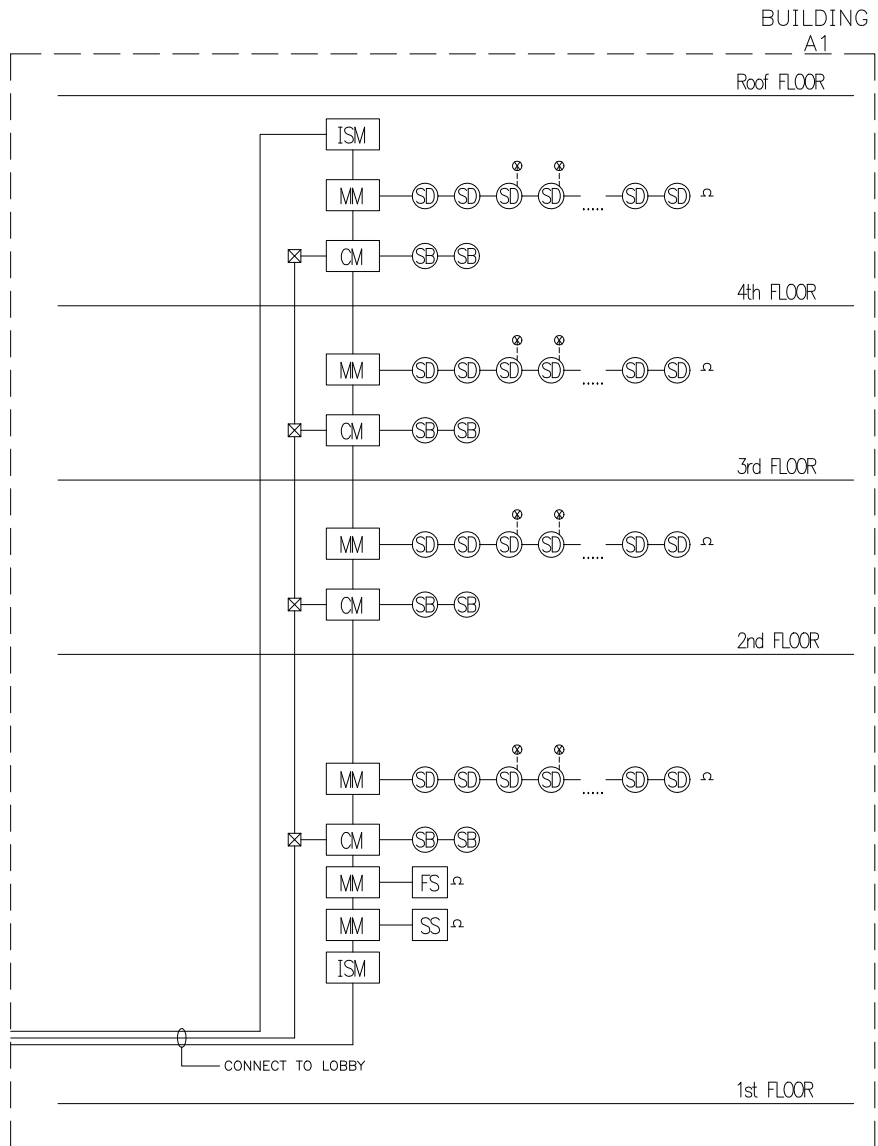 BUILDING
A1
Roof FLOOR
ISM
MM SD SD SD SD ..... SD SD Ω
CM SB SB
4th FLOOR
MM SD SD SD SD ..... SD SD Ω
CM SB SB
3rd FLOOR
MM SD SD SD SD ..... SD SD Ω
CM SB SB
2nd FLOOR
MM SD SD SD SD ..... SD SD Ω
CM SB SB
MM FS Ω
MM SS Ω
ISM
CONNECT TO LOBBY
1st FLOOR